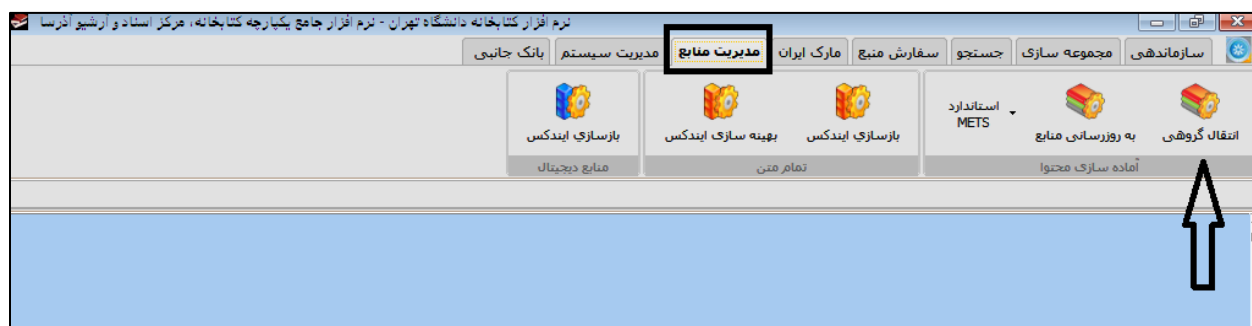 نرم افزار کتابخانه دانشگاه تهران - نرم افزار جامع یکپارچه کتابخانه، مرکز اسناد و آرشیو آذرسا
سازماندهی مجموعه سازی جستجو سفارش منبع مارک ایران مدیریت منابع مدیریت سیستم بانک جانبی
انتقال گروهی به روزرسانی منابع استاندارد METS بازسازي ایندکس بهینه سازی ایندکس بازسازي ایندکس
آماده سازی محتوا تمام متن منابع دیجیتال